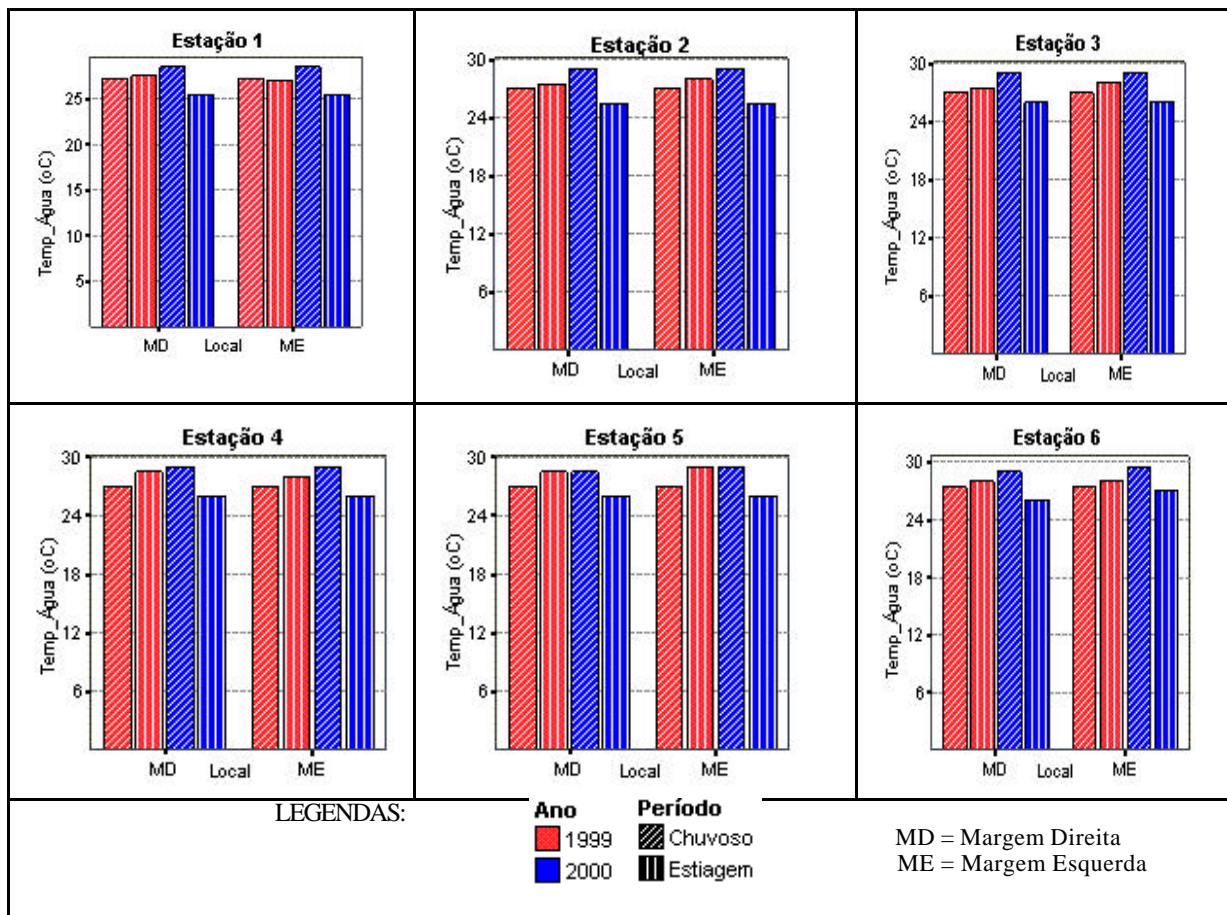 Estação 1
Temp_Água (oC)
25
20
15
10
5
MD Local ME
Estação 2
Temp_Água (oC)
30
24
18
12
6
MD Local ME
Estação 3
Temp_Água (oC)
30
24
18
12
6
MD Local ME
Estação 4
Temp_Água (oC)
30
24
18
12
6
MD Local ME
Estação 5
Temp_Água (oC)
30
24
18
12
6
MD Local ME
Estação 6
Temp_Água (oC)
30
24
18
12
6
MD Local ME
LEGENDAS:
Ano Período
1999 Chuvoso
2000 Estiagem
MD = Margem Direita
ME = Margem Esquerda